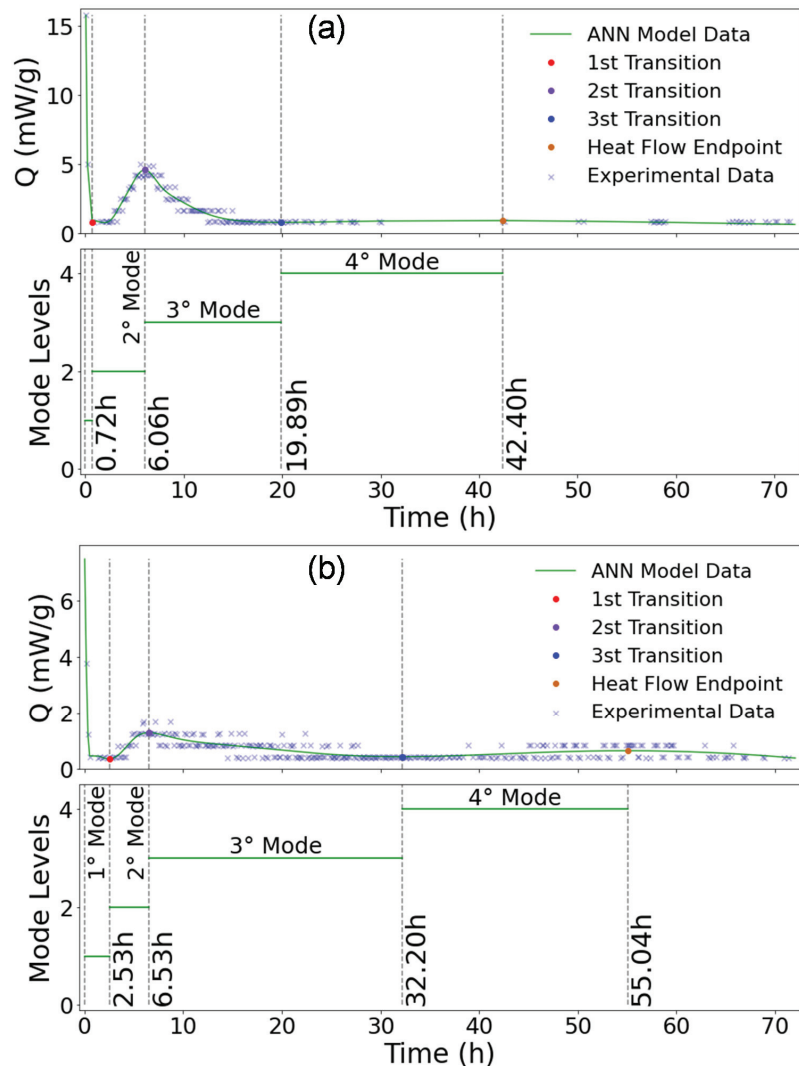 (a)
Q (mW/g)
15
10
5
0
ANN Model Data
1st Transition
2st Transition
3st Transition
Heat Flow Endpoint
Experimental Data
Mode Levels
4
2
0
2° Mode
3° Mode
4° Mode
0.72h
6.06h
19.89h
42.40h
0 10 20 30 40 50 60 70
Time (h)
(b)
Q (mW/g)
6
4
2
0
ANN Model Data
1st Transition
2st Transition
3st Transition
Heat Flow Endpoint
Experimental Data
Mode Levels
4
2
0
1° Mode
2° Mode
3° Mode
4° Mode
2.53h
6.53h
32.20h
55.04h
0 10 20 30 40 50 60 70
Time (h)